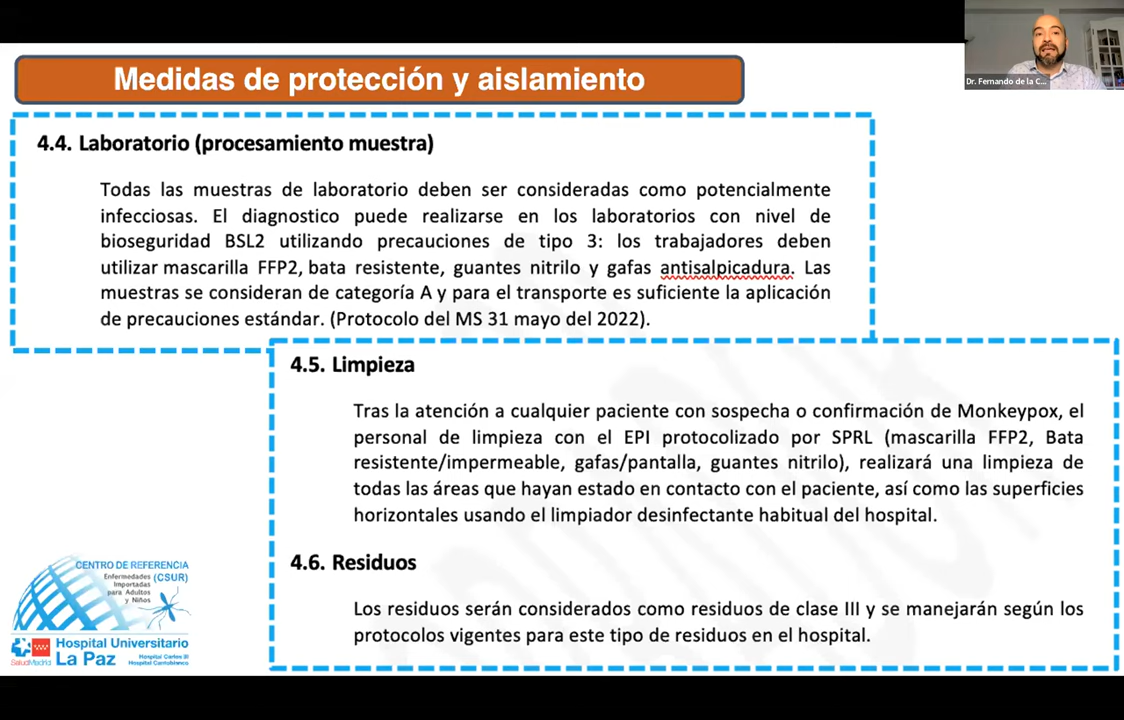 Dr. Fernando de la C...
Medidas de protección y aislamiento
4.4. Laboratorio (procesamiento muestra)
Todas las muestras de laboratorio deben ser consideradas como potencialmente
infecciosas. El diagnostico puede realizarse en los laboratorios con nivel de
bioseguridad BSL2 utilizando precauciones de tipo 3: los trabajadores deben
utilizar mascarilla FFP2, bata resistente, guantes nitrilo y gafas antisalpicadura. Las
muestras se consideran de categoría A y para el transporte es suficiente la aplicación
de precauciones estándar. (Protocolo del MS 31 mayo del 2022).
4.5. Limpieza
Tras la atención a cualquier paciente con sospecha o confirmación de Monkeypox, el
personal de limpieza con el EPI protocolizado por SPRL (mascarilla FFP2, Bata
resistente/impermeable, gafas/pantalla, guantes nitrilo), realizará una limpieza de
todas las áreas que hayan estado en contacto con el paciente, así como las superficies
horizontales usando el limpiador desinfectante habitual del hospital.
4.6. Residuos
Los residuos serán considerados como residuos de clase III y se manejarán según los
protocolos vigentes para este tipo de residuos en el hospital.
CENTRO DE REFERENCIA
Enfermedades (CSUR)
Importadas
para Adultos
y Niños
Hospital Universitario
La Paz
Hospital Carlos III
Hospital Cantoblanco
SaludMadrid